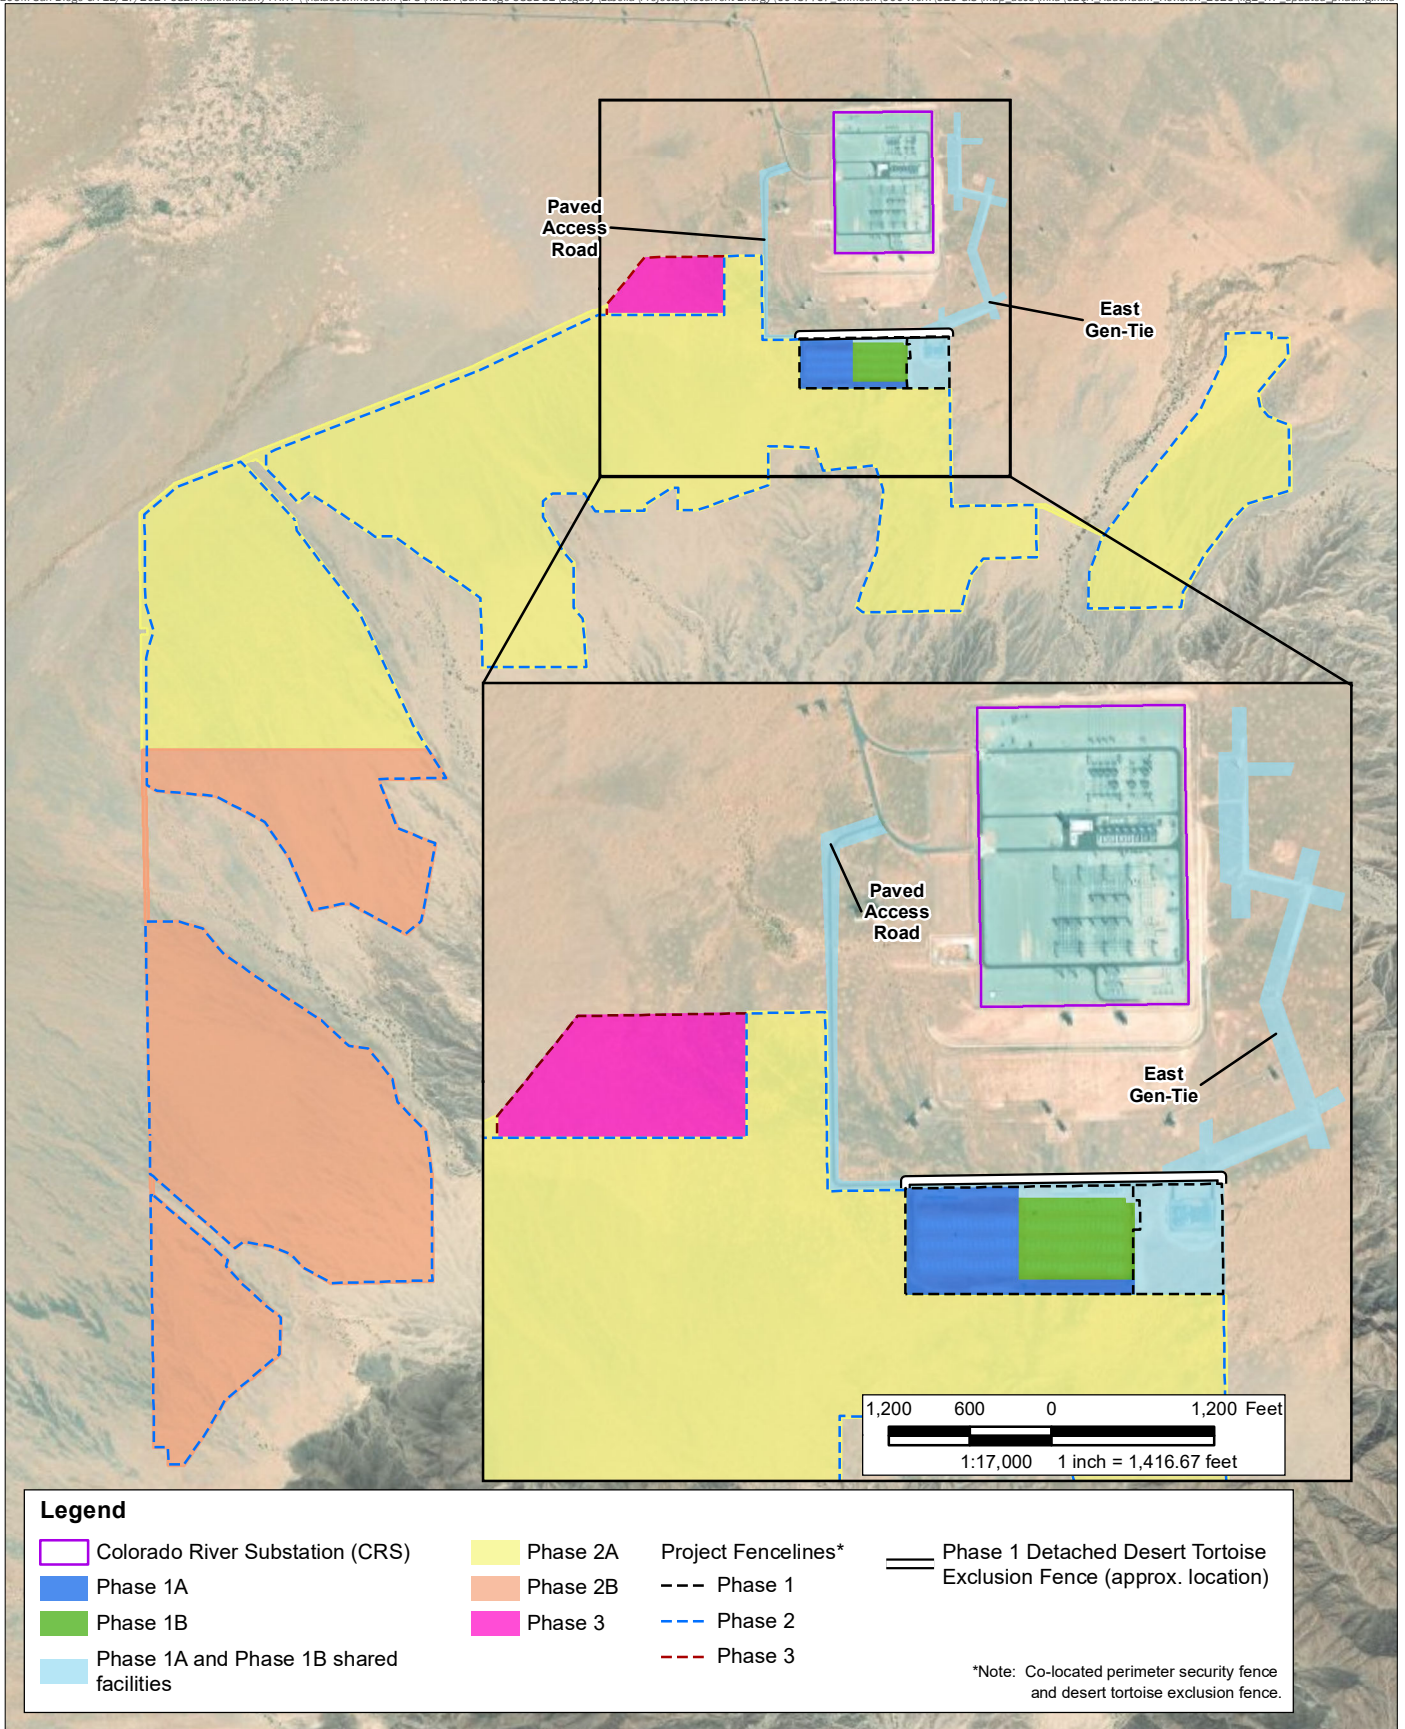 Paved
Access
Road
East
Gen-Tie
Paved
Access
Road
East
Gen-Tie
1,200 600 0 1,200 Feet
1:17,000 1 inch = 1,416.67 feet
Legend
Colorado River Substation (CRS)
Phase 1A
Phase 1B
Phase 1A and Phase 1B shared
facilities
Phase 2A
Phase 2B
Phase 3
Project Fencelines*
Phase 1
Phase 2
Phase 3
Phase 1 Detached Desert Tortoise
Exclusion Fence (approx. location)
*Note: Co-located perimeter security fence
and desert tortoise exclusion fence.